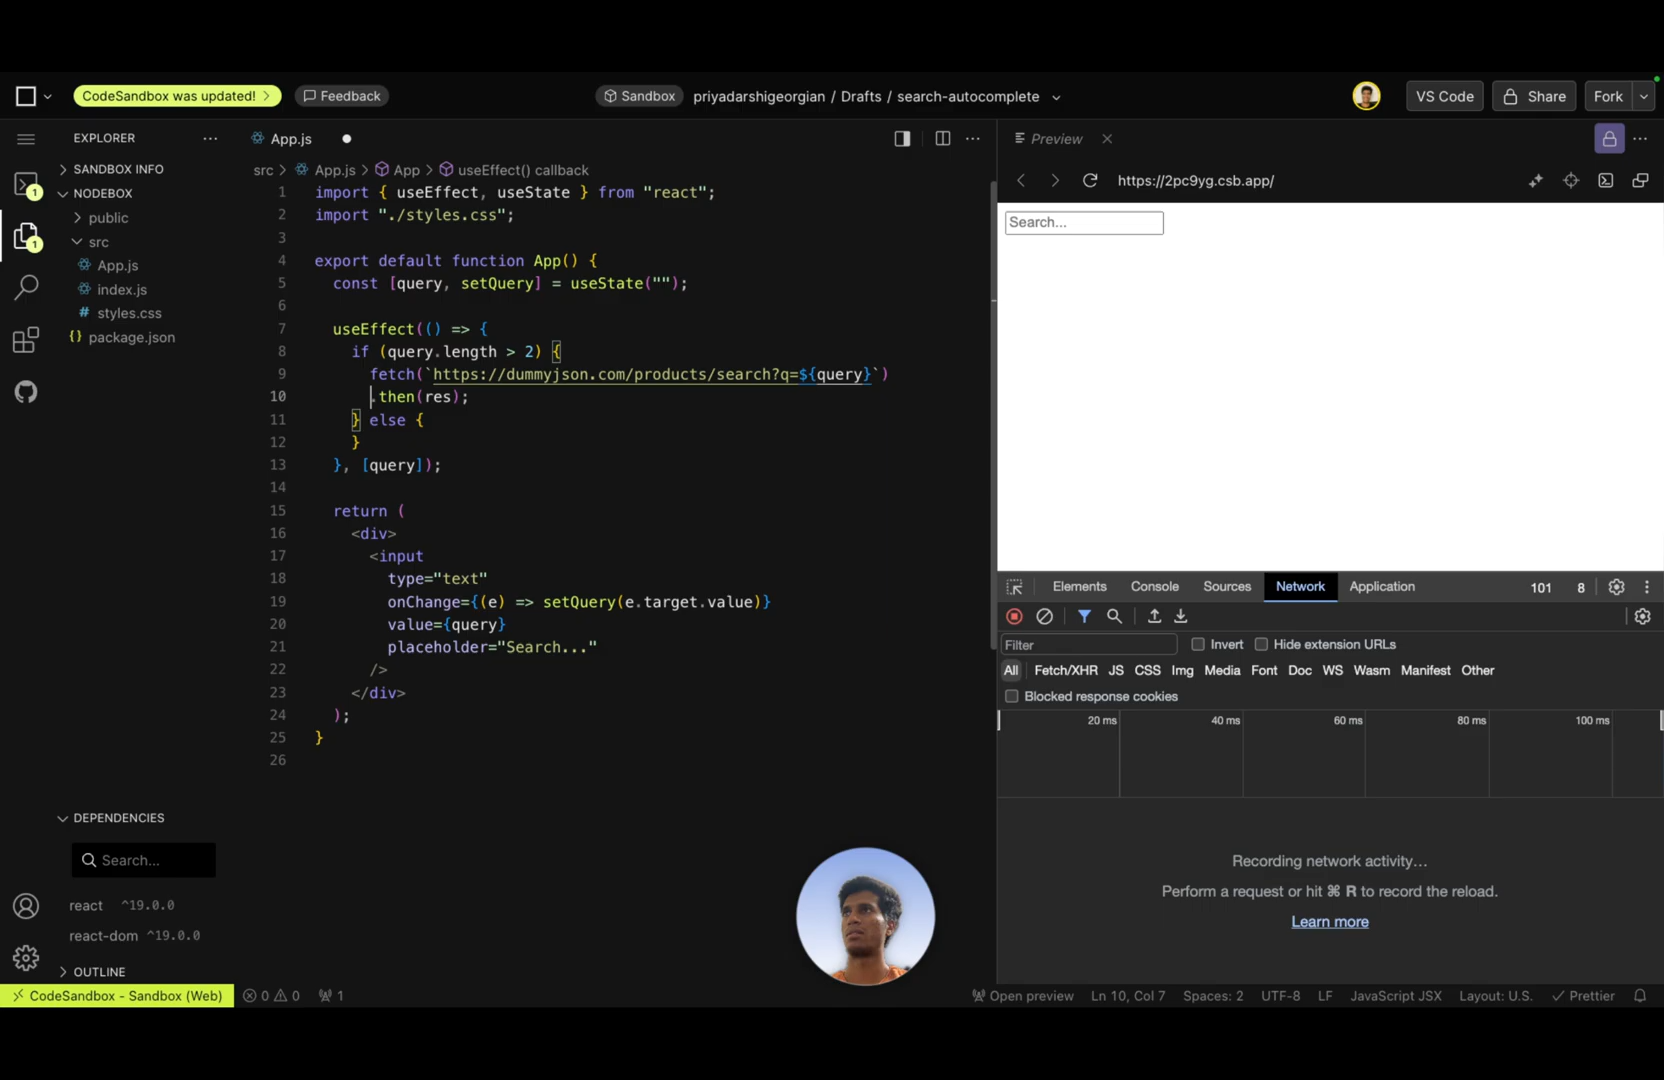 CodeSandbox was updated! >
Feedback
Sandbox
priyadarshigeorgian / Drafts / search-autocomplete
VS Code
Share
Fork
EXPLORER
App.js
Preview
SANDBOX INFO
NODEBOX
public
src
App.js
index.js
styles.css
{} package.json
1
1
src > App.js > App > useEffect() callback
https://2pc9yg.csb.app/
Search...
1 import { useEffect, useState } from "react";
2 import "./styles.css";
3
4 export default function App() {
5 const [query, setQuery] = useState("");
6
7 useEffect(() => {
8 if (query.length > 2) {
9 fetch(`https://dummyjson.com/products/search?q=${query}`)
10 .then(res);
11 } else {
12 }
13 }, [query]);
14
15 return (
16 <div>
17 <input
18 type="text"
19 onChange={(e) => setQuery(e.target.value)}
20 value={query}
21 placeholder="Search..."
22 />
23 </div>
24 );
25 }
26
Elements Console Sources Network Application 101 8
Filter
Invert
Hide extension URLs
All Fetch/XHR JS CSS Img Media Font Doc WS Wasm Manifest Other
Blocked response cookies
20 ms 40 ms 60 ms 80 ms 100 ms
Recording network activity…
Perform a request or hit ⌘ R to record the reload.
Learn more
DEPENDENCIES
Search...
react ^19.0.0
react-dom ^19.0.0
OUTLINE
CodeSandbox - Sandbox (Web)
0 0 1
Open preview Ln 10, Col 7 Spaces: 2 UTF-8 LF JavaScript JSX Layout: U.S. Prettier